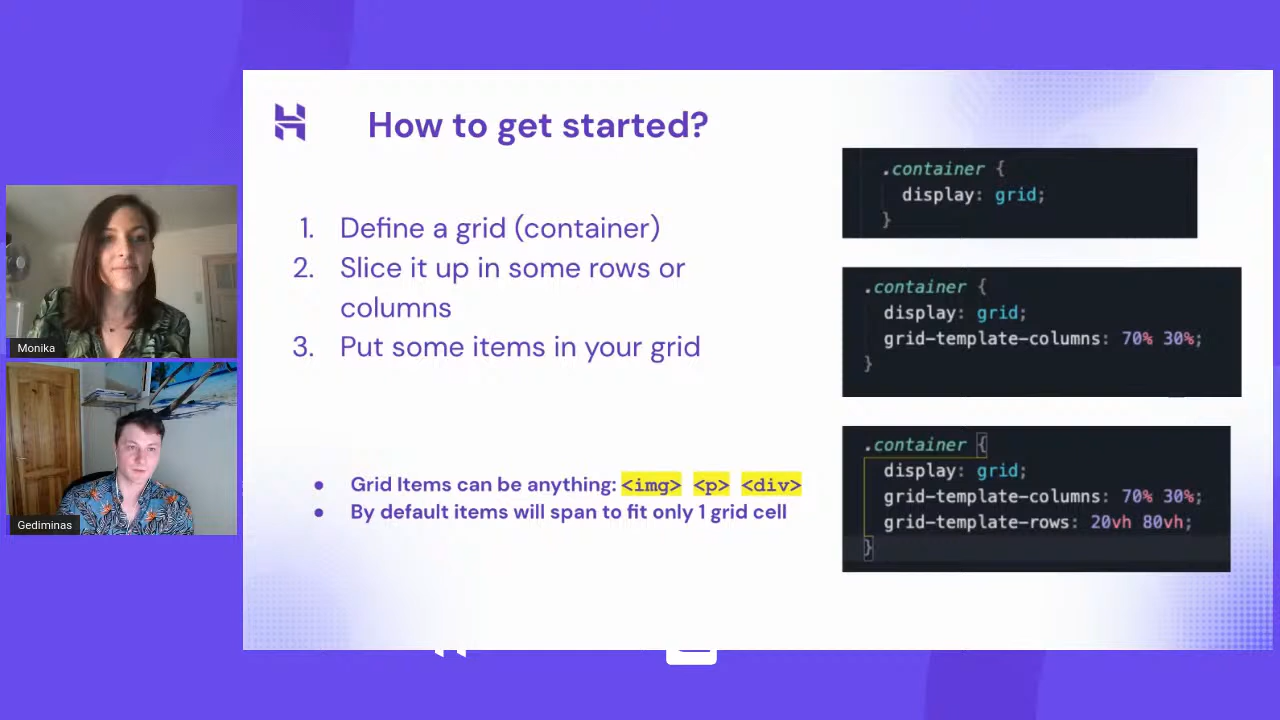 How to get started?
1. Define a grid (container)
2. Slice it up in some rows or
columns
3. Put some items in your grid
● Grid Items can be anything: <img> <p> <div>
● By default items will span to fit only 1 grid cell
.container {
display: grid;
}
.container {
display: grid;
grid-template-columns: 70% 30%;
}
.container {
display: grid;
grid-template-columns: 70% 30%;
grid-template-rows: 20vh 80vh;
}
Monika
Gediminas